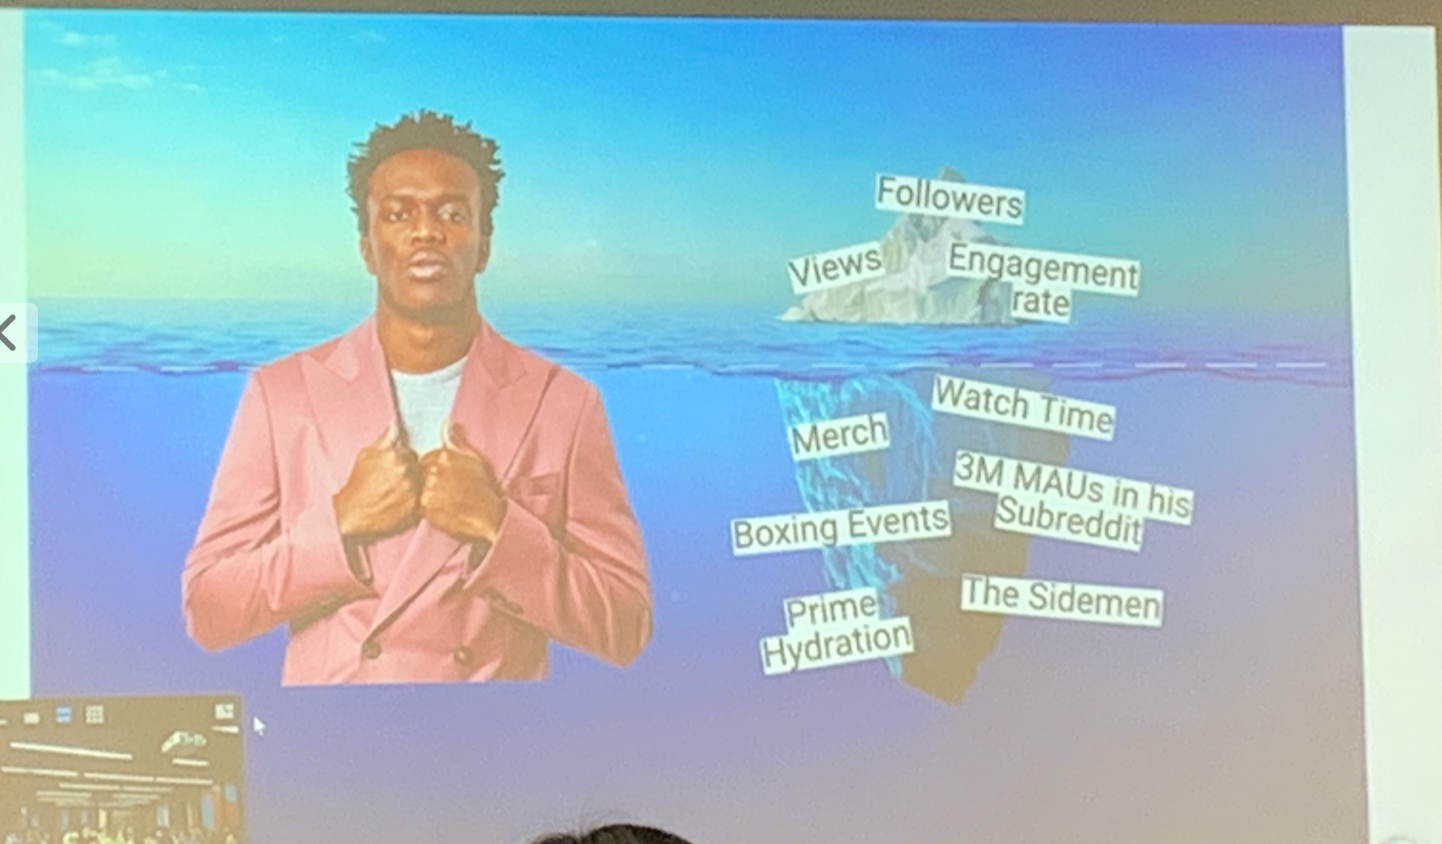 Followers
Views
Engagement
rate
Watch Time
Merch
3M MAUs in his
Subreddit
Boxing Events
The Sidemen
Prime
Hydration